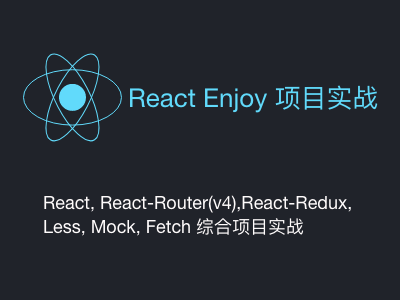 React Enjoy 项目实战
React, React-Router(v4),React-Redux,
Less, Mock, Fetch 综合项目实战